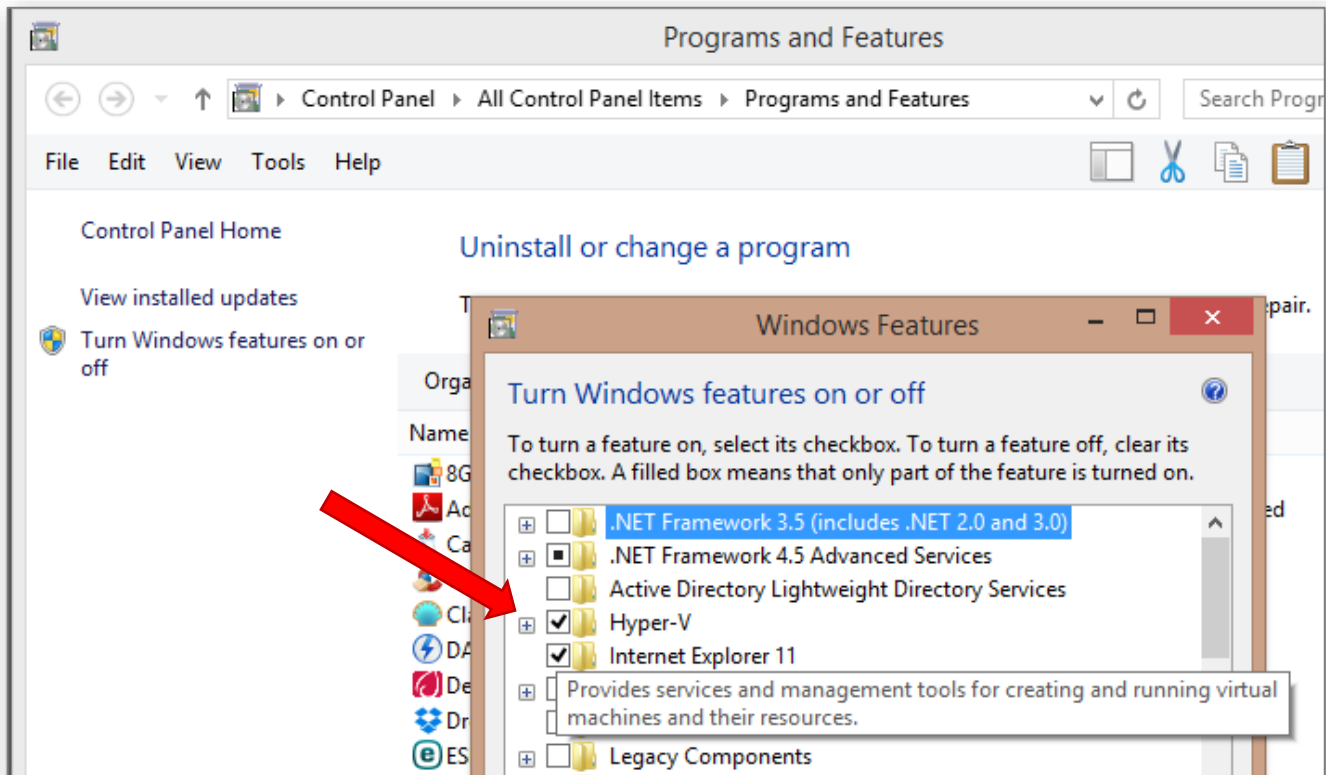 Programs and Features
Control Panel All Control Panel Items Programs and Features
Search Progr
File Edit View Tools Help
Control Panel Home
Uninstall or change a program
View installed updates
Turn Windows features on or
off
T
epair.
Windows Features
Orga
Turn Windows features on or off
Name
To turn a feature on, select its checkbox. To turn a feature off, clear its
checkbox. A filled box means that only part of the feature is turned on.
8G
Ac
ed
Ca
Cl
DA
De
Dr
ES
.NET Framework 3.5 (includes .NET 2.0 and 3.0)
.NET Framework 4.5 Advanced Services
Active Directory Lightweight Directory Services
Hyper-V
Internet Explorer 11
Provides services and management tools for creating and running virtual
machines and their resources.
Legacy Components